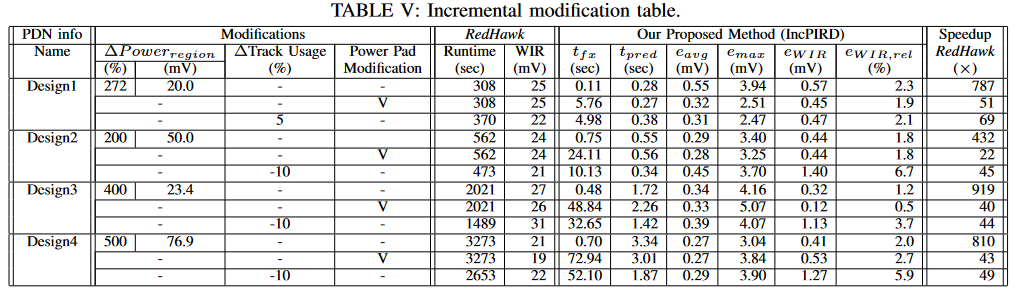 TABLE V: Incremental modification table.
PDN info Modifications RedHawk Our Proposed Method (IncPIRD) Speedup
Name ΔPower_region ΔTrack Usage Power Pad Runtime WIR t_fx t_pred e_avg e_max e_WIR e_WIR,rel RedHawk
(%) (mV) (%) Modification (sec) (mV) (sec) (sec) (mV) (mV) (mV) (%) (×)
Design1 272 20.0 - - 308 25 0.11 0.28 0.55 3.94 0.57 2.3 787
- - V 308 25 5.76 0.27 0.32 2.51 0.45 1.9 51
- 5 - 370 22 4.98 0.38 0.31 2.47 0.47 2.1 69
Design2 200 50.0 - - 562 24 0.75 0.55 0.29 3.40 0.44 1.8 432
- - V 562 24 24.11 0.56 0.28 3.25 0.44 1.8 22
- -10 - 473 21 10.13 0.34 0.45 3.70 1.40 6.7 45
Design3 400 23.4 - - 2021 27 0.48 1.72 0.34 4.16 0.32 1.2 919
- - V 2021 26 48.84 2.26 0.33 5.07 0.12 0.5 40
- -10 - 1489 31 32.65 1.42 0.39 4.07 1.13 3.7 44
Design4 500 76.9 - - 3273 21 0.70 3.34 0.27 3.04 0.41 2.0 810
- - V 3273 19 72.94 3.01 0.27 3.84 0.53 2.7 43
- -10 - 2653 22 52.10 1.87 0.29 3.90 1.27 5.9 49